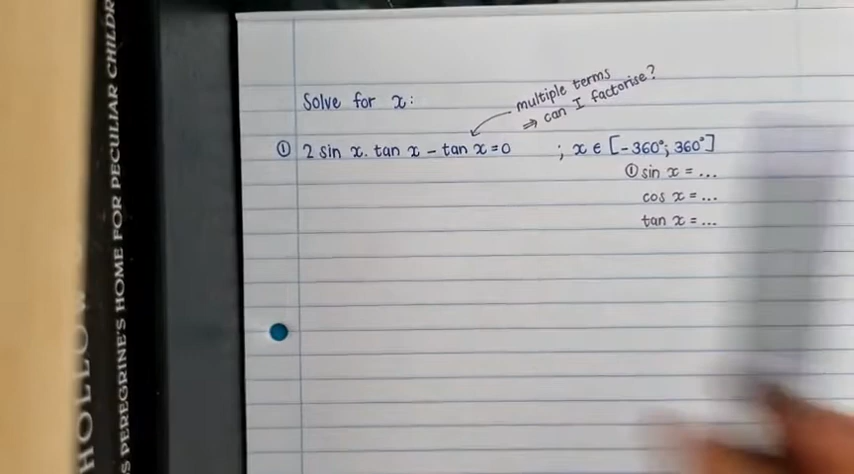 Solve for x:
multiple terms
⇒ can I factorise?
① 2 sin x. tan x - tan x = 0 ; x ∈ [-360°; 360°]
① sin x = ...
cos x = ...
tan x = ...
HOLLOW
S PEREGRINE'S HOME FOR PECULIAR CHILDR